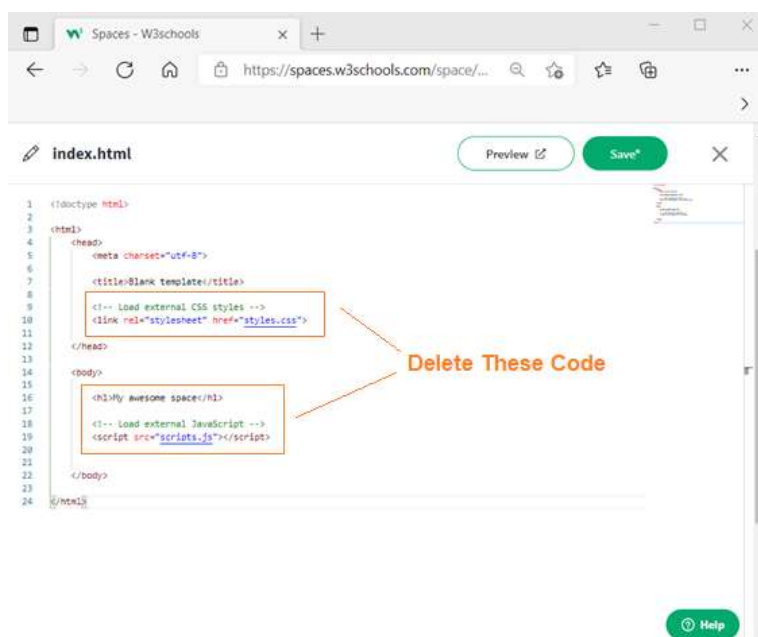 Spaces - W3schools
https://spaces.w3schools.com/space/...
index.html
Preview
Save*
1 <!doctype html>
2
3 <html>
4 <head>
5 <meta charset="utf-8">
6
7 <title>Blank template</title>
8
9 <!-- Load external CSS styles -->
10 <link rel="stylesheet" href="styles.css">
11
12 </head>
13
14 <body>
15
16 <h1>My awesome space</h1>
17
18 <!-- Load external JavaScript -->
19 <script src="scripts.js"></script>
20
21
22 </body>
23
24 </html>
Delete These Code
Help